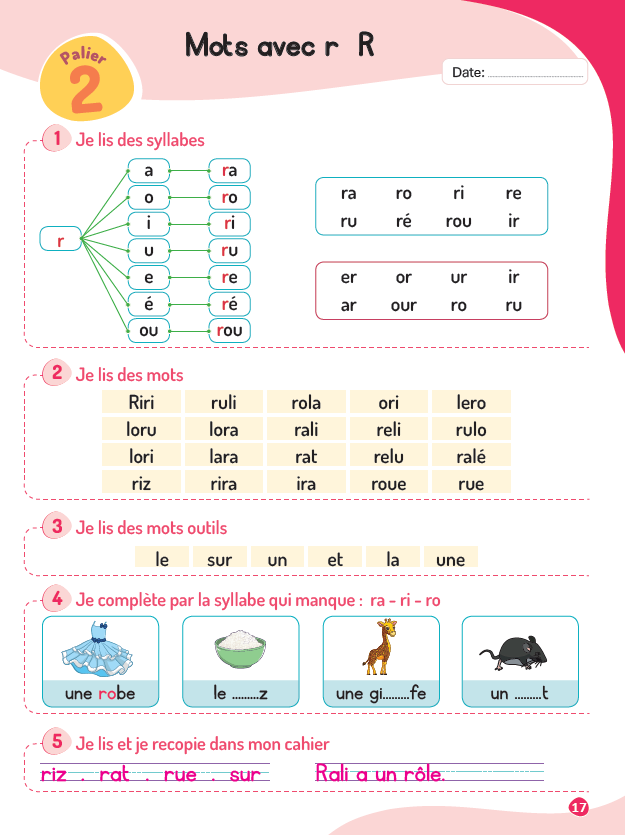 Mots avec r R
Palier
2
Date: ........................
1 Je lis des syllabes
r
a ra
o ro
i ri
u ru
e re
é ré
ou rou
ra ro ri re
ru ré rou ir
er or ur ir
ar our ro ru
2 Je lis des mots
Riri ruli rola ori lero
loru lora rali reli rulo
lori lara rat relu ralé
riz rira ira roue rue
3 Je lis des mots outils
le sur un et la une
4 Je complète par la syllabe qui manque : ra - ri - ro
une robe le .........z une gi.........fe un .........t
5 Je lis et je recopie dans mon cahier
riz . rat . rue . sur Rali a un rôle.
17